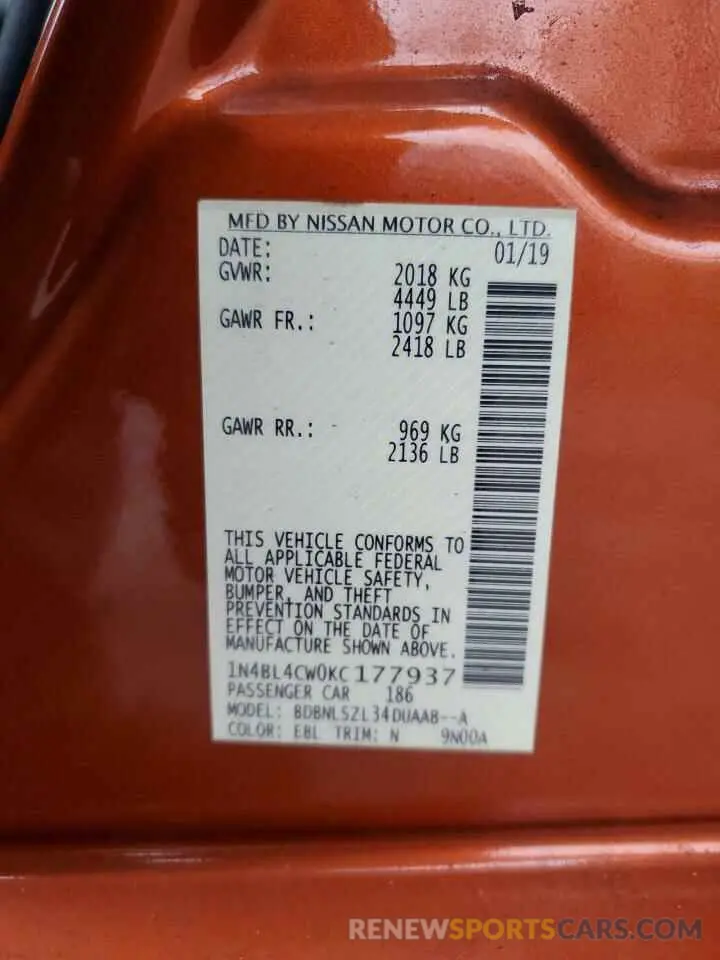 MFD BY NISSAN MOTOR CO., LTD.
DATE: 01/19
GVWR: 2018 KG
4449 LB
GAWR FR.: 1097 KG
2418 LB
GAWR RR.: 969 KG
2136 LB
THIS VEHICLE CONFORMS TO
ALL APPLICABLE FEDERAL
MOTOR VEHICLE SAFETY,
BUMPER, AND THEFT
PREVENTION STANDARDS IN
EFFECT ON THE DATE OF
MANUFACTURE SHOWN ABOVE.
1N4BL4CW0KC177937
PASSENGER CAR 186
MODEL: BDBNLSZL34DUAAB--A
COLOR: EBL TRIM: N 9N00A
RENEWSPORTSCARS.COM